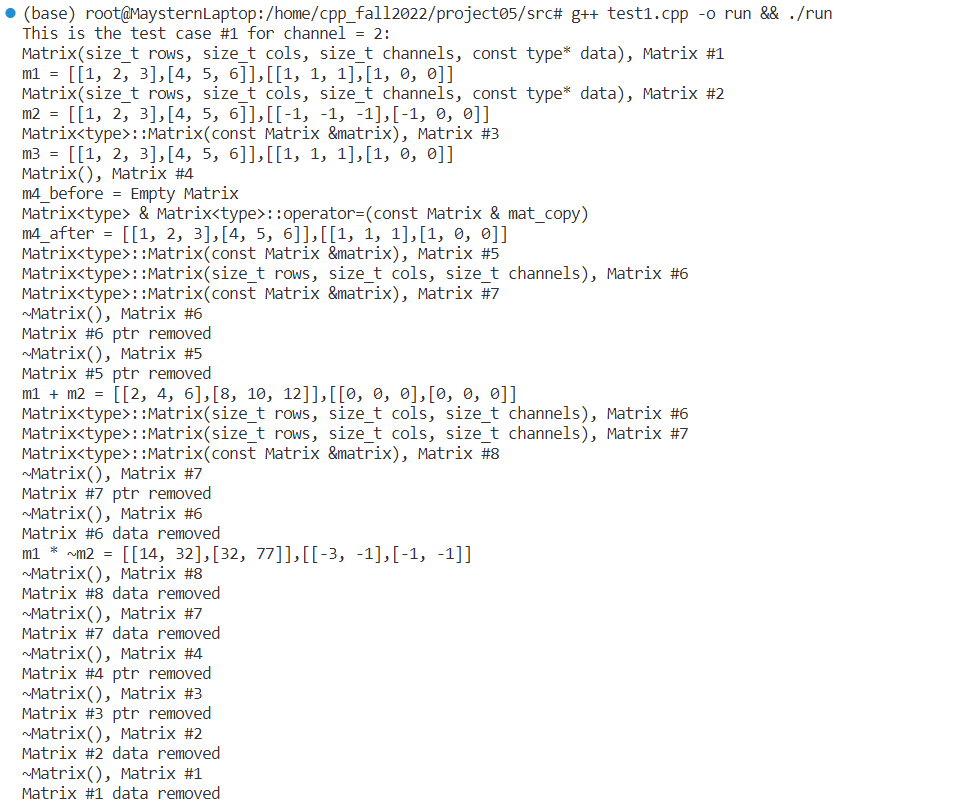 (base) root@MaysternLaptop:/home/cpp_fall2022/project05/src# g++ test1.cpp -o run && ./run
This is the test case #1 for channel = 2:
Matrix(size_t rows, size_t cols, size_t channels, const type* data), Matrix #1
m1 = [[1, 2, 3],[4, 5, 6]],[[1, 1, 1],[1, 0, 0]]
Matrix(size_t rows, size_t cols, size_t channels, const type* data), Matrix #2
m2 = [[1, 2, 3],[4, 5, 6]],[[-1, -1, -1],[-1, 0, 0]]
Matrix<type>::Matrix(const Matrix &matrix), Matrix #3
m3 = [[1, 2, 3],[4, 5, 6]],[[1, 1, 1],[1, 0, 0]]
Matrix(), Matrix #4
m4_before = Empty Matrix
Matrix<type> & Matrix<type>::operator=(const Matrix & mat_copy)
m4_after = [[1, 2, 3],[4, 5, 6]],[[1, 1, 1],[1, 0, 0]]
Matrix<type>::Matrix(const Matrix &matrix), Matrix #5
Matrix<type>::Matrix(size_t rows, size_t cols, size_t channels), Matrix #6
Matrix<type>::Matrix(const Matrix &matrix), Matrix #7
~Matrix(), Matrix #6
Matrix #6 ptr removed
~Matrix(), Matrix #5
Matrix #5 ptr removed
m1 + m2 = [[2, 4, 6],[8, 10, 12]],[[0, 0, 0],[0, 0, 0]]
Matrix<type>::Matrix(size_t rows, size_t cols, size_t channels), Matrix #6
Matrix<type>::Matrix(size_t rows, size_t cols, size_t channels), Matrix #7
Matrix<type>::Matrix(const Matrix &matrix), Matrix #8
~Matrix(), Matrix #7
Matrix #7 ptr removed
~Matrix(), Matrix #6
Matrix #6 data removed
m1 * ~m2 = [[14, 32],[32, 77]],[[-3, -1],[-1, -1]]
~Matrix(), Matrix #8
Matrix #8 data removed
~Matrix(), Matrix #7
Matrix #7 data removed
~Matrix(), Matrix #4
Matrix #4 ptr removed
~Matrix(), Matrix #3
Matrix #3 ptr removed
~Matrix(), Matrix #2
Matrix #2 data removed
~Matrix(), Matrix #1
Matrix #1 data removed